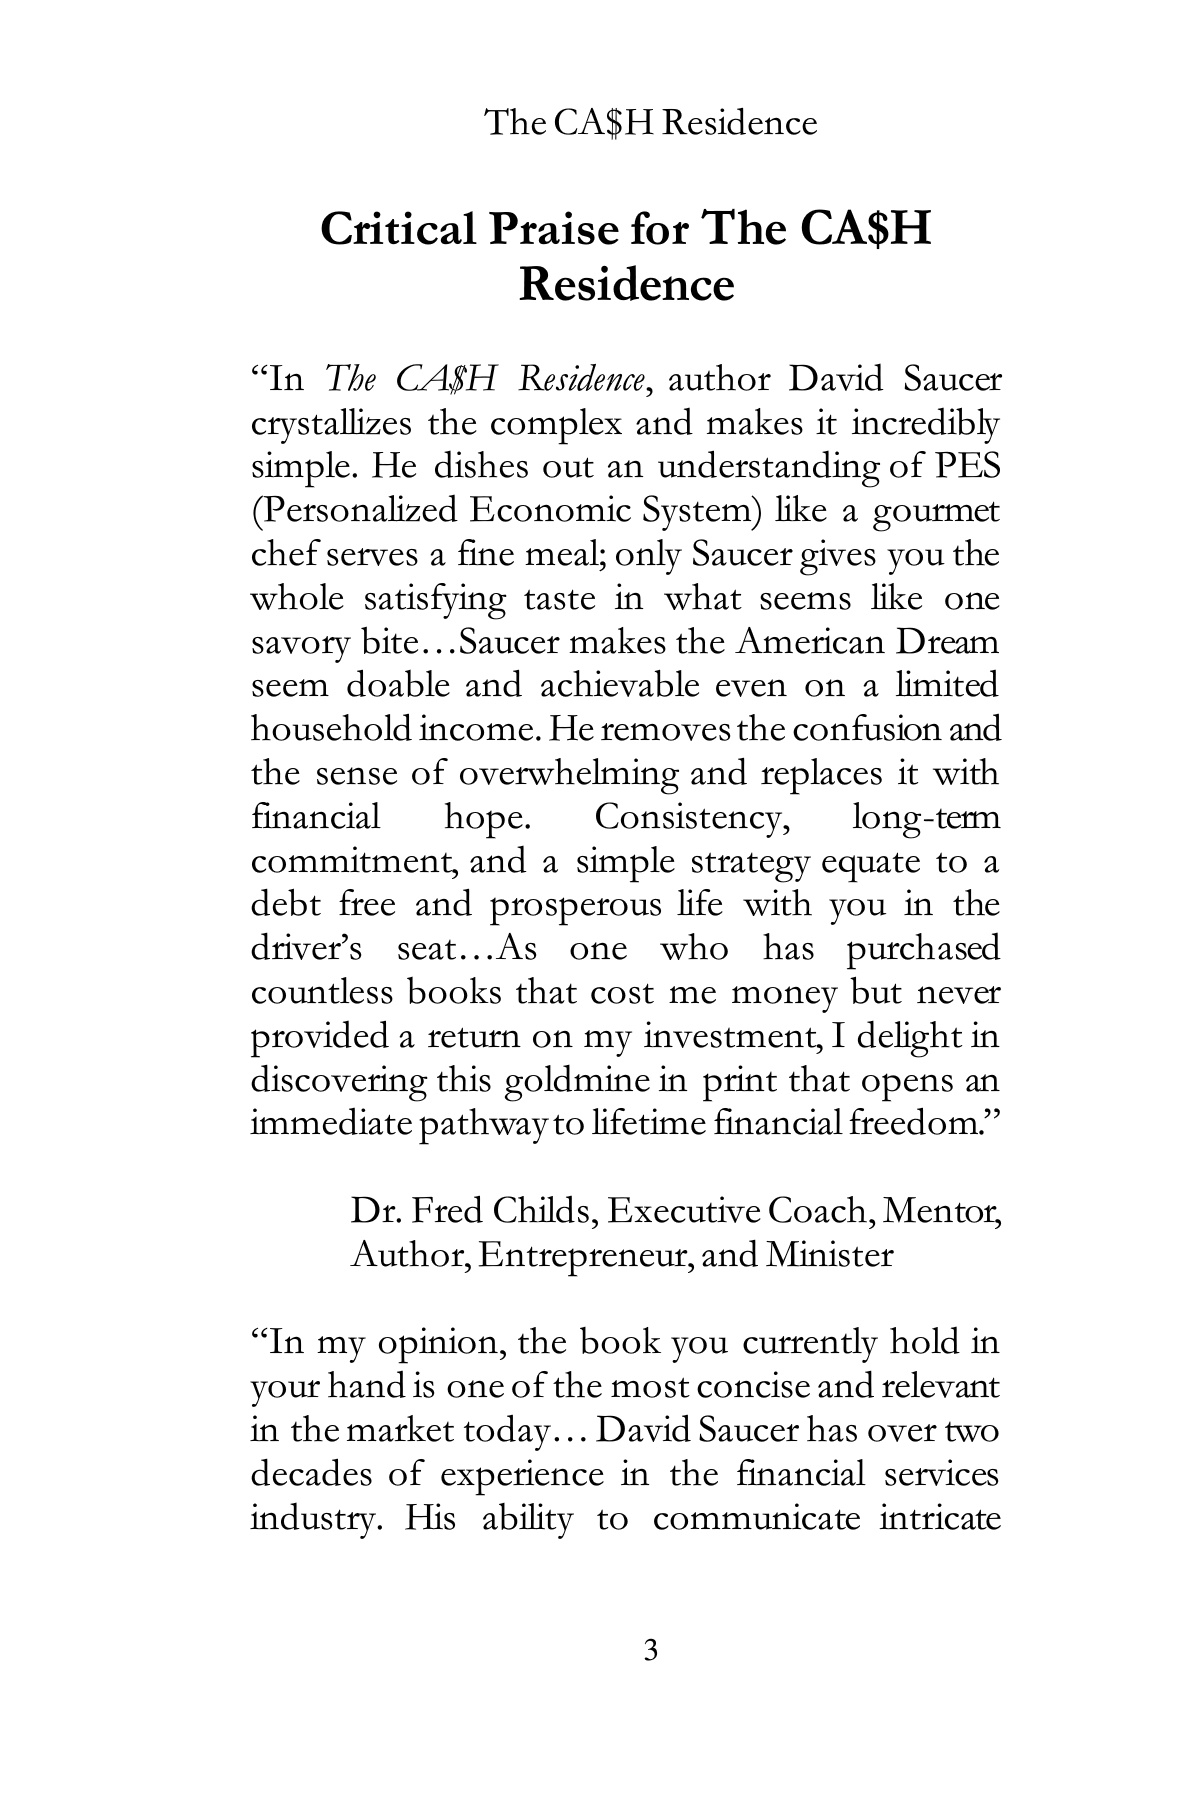 The CA$H Residence
Critical Praise for The CA$H
Residence
“In The CA$H Residence, author David Saucer
crystallizes the complex and makes it incredibly
simple. He dishes out an understanding of PES
(Personalized Economic System) like a gourmet
chef serves a fine meal; only Saucer gives you the
whole satisfying taste in what seems like one
savory bite…Saucer makes the American Dream
seem doable and achievable even on a limited
household income. He removes the confusion and
the sense of overwhelming and replaces it with
financial hope. Consistency, long-term
commitment, and a simple strategy equate to a
debt free and prosperous life with you in the
driver’s seat…As one who has purchased
countless books that cost me money but never
provided a return on my investment, I delight in
discovering this goldmine in print that opens an
immediate pathway to lifetime financial freedom.”
Dr. Fred Childs, Executive Coach, Mentor,
Author, Entrepreneur, and Minister
“In my opinion, the book you currently hold in
your hand is one of the most concise and relevant
in the market today… David Saucer has over two
decades of experience in the financial services
industry. His ability to communicate intricate
3